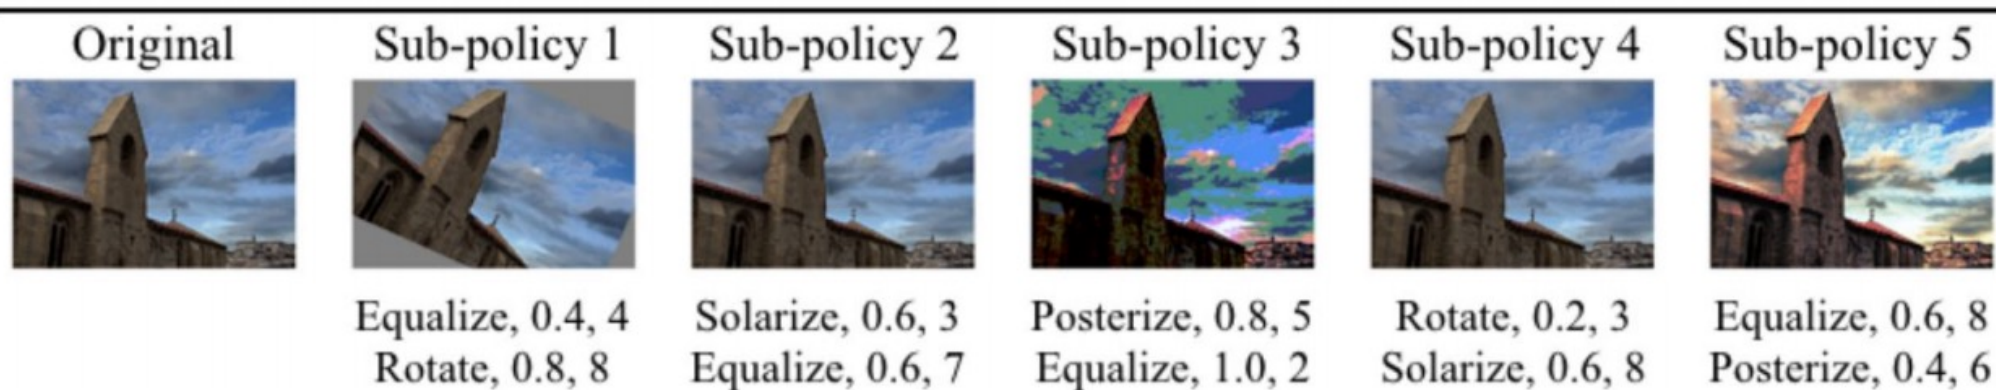 Original Sub-policy 1 Sub-policy 2 Sub-policy 3 Sub-policy 4 Sub-policy 5
Equalize, 0.4, 4 Solarize, 0.6, 3 Posterize, 0.8, 5 Rotate, 0.2, 3 Equalize, 0.6, 8
Rotate, 0.8, 8 Equalize, 0.6, 7 Equalize, 1.0, 2 Solarize, 0.6, 8 Posterize, 0.4, 6